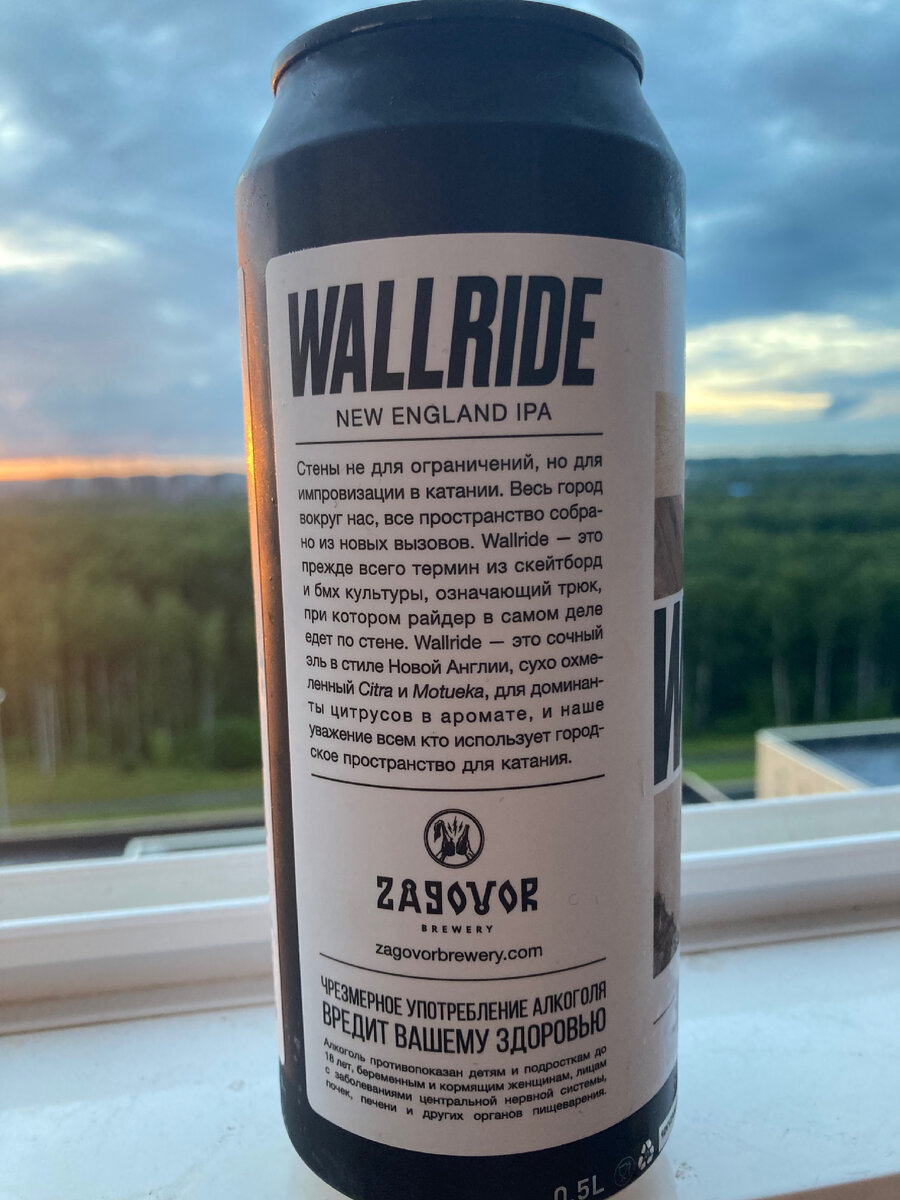 WALLRIDE
NEW ENGLAND IPA
Стены не для ограничений, но для
импровизации в катании. Весь город
вокруг нас, все пространство собра-
но из новых вызовов. Wallride — это
прежде всего термин из скейтборд
и бмх культуры, означающий трюк,
при котором райдер в самом деле
едет по стене. Wallride — это сочный
эль в стиле Новой Англии, сухо охме-
ленный Citra и Motueka, для доминан-
ты цитрусов в аромате, и наше
уважение всем кто использует город-
ское пространство для катания.
ZAGOVOR
BREWERY
zagovorbrewery.com
ЧРЕЗМЕРНОЕ УПОТРЕБЛЕНИЕ АЛКОГОЛЯ
ВРЕДИТ ВАШЕМУ ЗДОРОВЬЮ
Алкоголь противопоказан детям и подросткам до
18 лет, беременным и кормящим женщинам, лицам
с заболеваниями центральной нервной системы,
почек, печени и других органов пищеварения.
0.5L
W